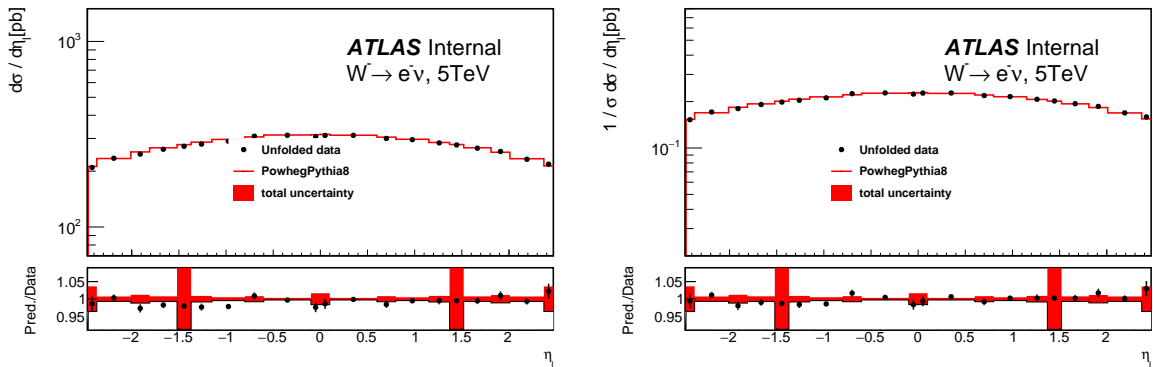 dσ / dη_l [pb]
10³
10²
ATLAS Internal
W⁻ → e⁻ν, 5TeV
Unfolded data
PowhegPythia8
total uncertainty
Pred./Data
1.05
1
0.95
−2 −1.5 −1 −0.5 0 0.5 1 1.5 2
η_l
1 / σ dσ / dη_l [pb]
10⁻¹
ATLAS Internal
W⁻ → e⁻ν, 5TeV
Unfolded data
PowhegPythia8
total uncertainty
Pred./Data
1.05
1
0.95
−2 −1.5 −1 −0.5 0 0.5 1 1.5 2
η_l